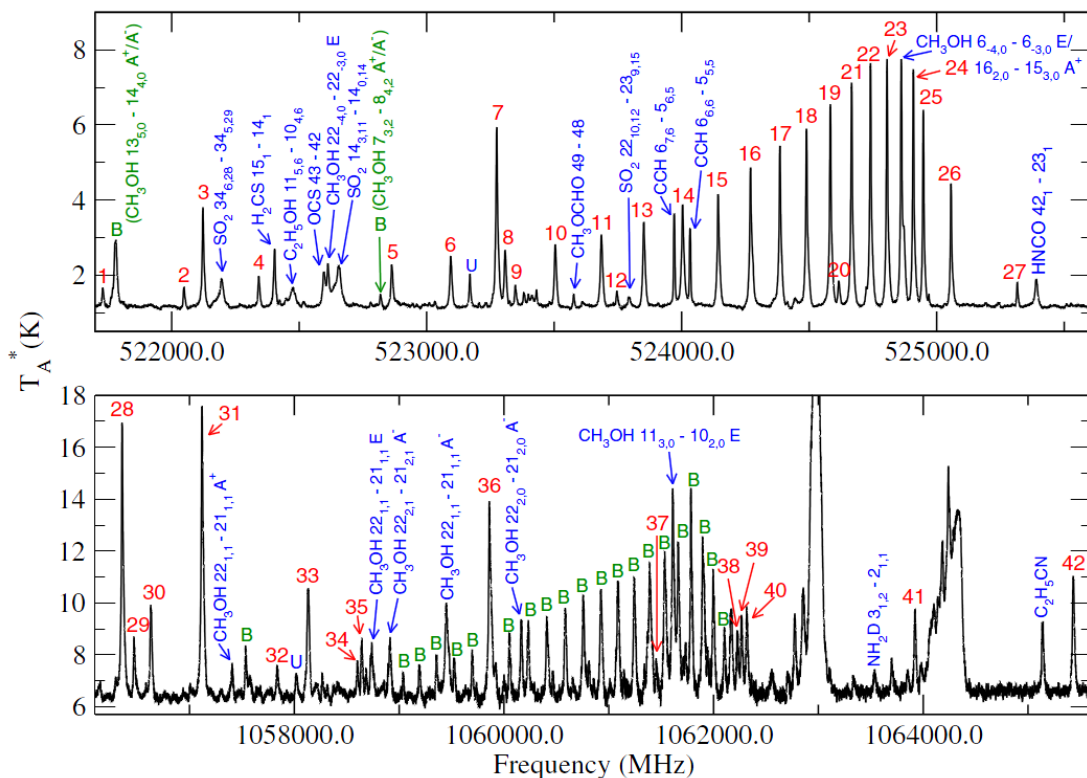 T_A^* (K)
8
6
4
2
B (CH₃OH 13₅,₀ - 14₄,₀ A⁺/A⁻)
1
2
3
SO₂ 34₆,₂₈ - 34₅,₂₉
4
H₂CS 15₁ - 14₁
C₂H₅OH 11₅,₆ - 10₄,₆
OCS 43 - 42
CH₃OH 22₋₄,₀ - 22₋₃,₀ E
SO₂ 14₃,₁₁ - 14₀,₁₄
B (CH₃OH 7₃,₂ - 8₄,₂ A⁺/A⁻)
5
6
U
7
8
9
10
CH₃OCHO 49 - 48
11
12
SO₂ 22₁₀,₁₂ - 23₉,₁₅
13
CCH 6₇,₆ - 5₆,₅
14
CCH 6₆,₆ - 5₅,₅
15
16
17
18
19
20
21
22
23
CH₃OH 6₋₄,₀ - 6₋₃,₀ E/
24 16₂,₀ - 15₃,₀ A⁺
25
26
27
HNCO 42₁ - 23₁
522000.0 523000.0 524000.0 525000.0
18
16
14
12
10
8
6
28
29
30
31
CH₃OH 22₁,₁ - 21₁,₁ A⁺
B
32
U
33
34
35
CH₃OH 22₁,₁ - 21₁,₁ E
CH₃OH 22₂,₁ - 21₂,₁ A⁻
B
B
B
CH₃OH 22₁,₁ - 21₁,₁ A⁻
B
B
36
B
CH₃OH 22₂,₀ - 21₂,₀ A⁻
B
B
B
B
B
B
B
B
37
B
CH₃OH 11₃,₀ - 10₂,₀ E
B
B
B
B
B
38
39
40
NH₂D 3₁,₂ - 2₁,₁
41
C₂H₅CN
42
1058000.0 1060000.0 1062000.0 1064000.0
Frequency (MHz)